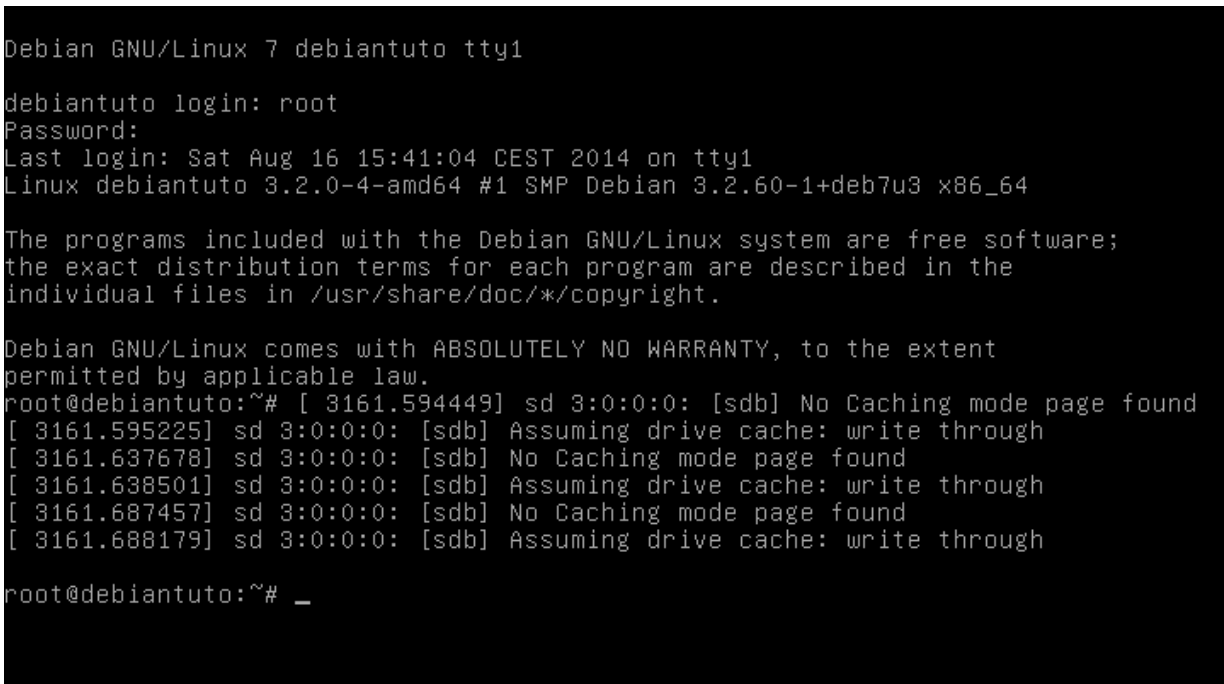 Debian GNU/Linux 7 debiantuto tty1
debiantuto login: root
Password:
Last login: Sat Aug 16 15:41:04 CEST 2014 on tty1
Linux debiantuto 3.2.0-4-amd64 #1 SMP Debian 3.2.60-1+deb7u3 x86_64
The programs included with the Debian GNU/Linux system are free software;
the exact distribution terms for each program are described in the
individual files in /usr/share/doc/*/copyright.
Debian GNU/Linux comes with ABSOLUTELY NO WARRANTY, to the extent
permitted by applicable law.
root@debiantuto:~# [ 3161.594449] sd 3:0:0:0: [sdb] No Caching mode page found
[ 3161.595225] sd 3:0:0:0: [sdb] Assuming drive cache: write through
[ 3161.637678] sd 3:0:0:0: [sdb] No Caching mode page found
[ 3161.638501] sd 3:0:0:0: [sdb] Assuming drive cache: write through
[ 3161.687457] sd 3:0:0:0: [sdb] No Caching mode page found
[ 3161.688179] sd 3:0:0:0: [sdb] Assuming drive cache: write through
root@debiantuto:~# _